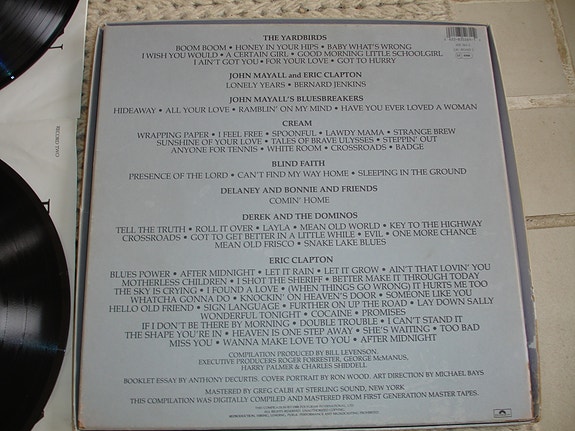 THE YARDBIRDS
BOOM BOOM • HONEY IN YOUR HIPS • BABY WHAT'S WRONG
I WISH YOU WOULD • A CERTAIN GIRL • GOOD MORNING LITTLE SCHOOLGIRL
I AIN'T GOT YOU • FOR YOUR LOVE • GOT TO HURRY
JOHN MAYALL and ERIC CLAPTON
LONELY YEARS • BERNARD JENKINS
JOHN MAYALL'S BLUESBREAKERS
HIDEAWAY • ALL YOUR LOVE • RAMBLIN' ON MY MIND • HAVE YOU EVER LOVED A WOMAN
CREAM
WRAPPING PAPER • I FEEL FREE • SPOONFUL • LAWDY MAMA • STRANGE BREW
SUNSHINE OF YOUR LOVE • TALES OF BRAVE ULYSSES • STEPPIN' OUT
ANYONE FOR TENNIS • WHITE ROOM • CROSSROADS • BADGE
BLIND FAITH
PRESENCE OF THE LORD • CAN'T FIND MY WAY HOME • SLEEPING IN THE GROUND
DELANEY AND BONNIE AND FRIENDS
COMIN' HOME
DEREK AND THE DOMINOS
TELL THE TRUTH • ROLL IT OVER • LAYLA • MEAN OLD WORLD • KEY TO THE HIGHWAY
CROSSROADS • GOT TO GET BETTER IN A LITTLE WHILE • EVIL • ONE MORE CHANCE
MEAN OLD FRISCO • SNAKE LAKE BLUES
ERIC CLAPTON
BLUES POWER • AFTER MIDNIGHT • LET IT RAIN • LET IT GROW • AIN'T THAT LOVIN' YOU
MOTHERLESS CHILDREN • I SHOT THE SHERIFF • BETTER MAKE IT THROUGH TODAY
THE SKY IS CRYING • I FOUND A LOVE • (WHEN THINGS GO WRONG) IT HURTS ME TOO
WHATCHA GONNA DO • KNOCKIN' ON HEAVEN'S DOOR • SOMEONE LIKE YOU
HELLO OLD FRIEND • SIGN LANGUAGE • FURTHER ON UP THE ROAD • LAY DOWN SALLY
WONDERFUL TONIGHT • COCAINE • PROMISES
IF I DON'T BE THERE BY MORNING • DOUBLE TROUBLE • I CAN'T STAND IT
THE SHAPE YOU'RE IN • HEAVEN IS ONE STEP AWAY • SHE'S WAITING • TOO BAD
MISS YOU • WANNA MAKE LOVE TO YOU • AFTER MIDNIGHT
COMPILATION PRODUCED BY BILL LEVENSON.
EXECUTIVE PRODUCERS ROGER FORRESTER, GEORGE McMANUS,
HARRY PALMER & CHARLES SHIDDELL
BOOKLET ESSAY BY ANTHONY DECURTIS. COVER PORTRAIT BY RON WOOD. ART DIRECTION BY MICHAEL BAYS
MASTERED BY GREG CALBI AT STERLING SOUND, NEW YORK
THIS COMPILATION WAS DIGITALLY COMPILED AND MASTERED FROM FIRST GENERATION MASTER TAPES.
RECORD TWO